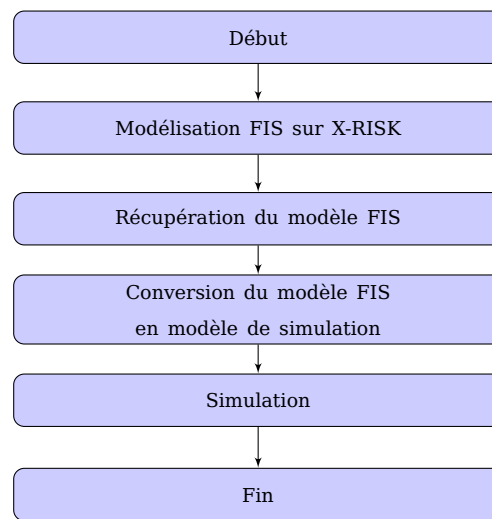 Début
Modélisation FIS sur X-RISK
Récupération du modèle FIS
Conversion du modèle FIS
en modèle de simulation
Simulation
Fin